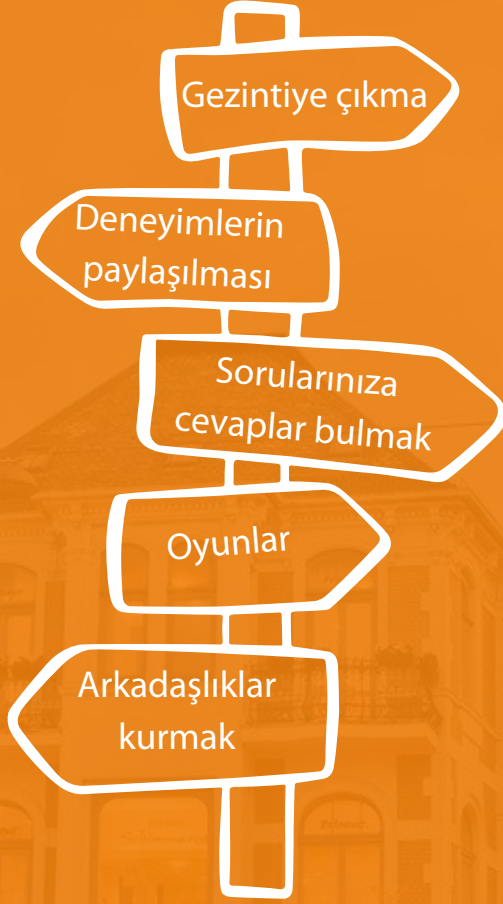 Gezintiye çıkma
Deneyimlerin
paylaşılması
Sorularınıza
cevaplar bulmak
Oyunlar
Arkadaşlıklar
kurmak